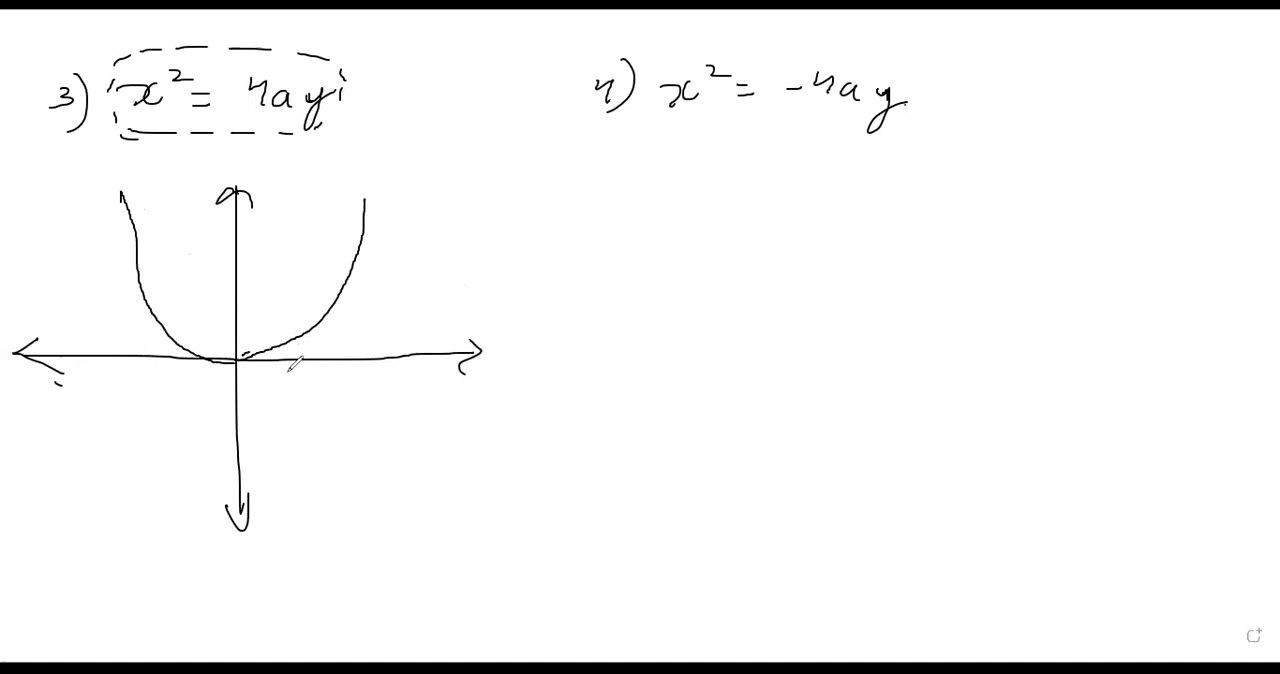 3) x² = 4ay
4) x² = -4ay